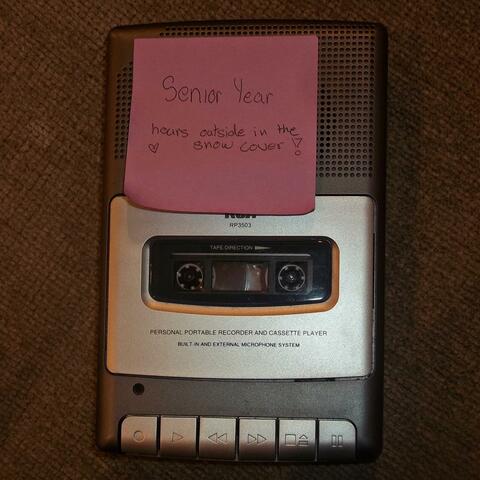 Senior Year
hours outside in the
♡ snow cover!
RCA
RP3503
TAPE DIRECTION
PERSONAL PORTABLE RECORDER AND CASSETTE PLAYER
BUILT-IN AND EXTERNAL MICROPHONE SYSTEM